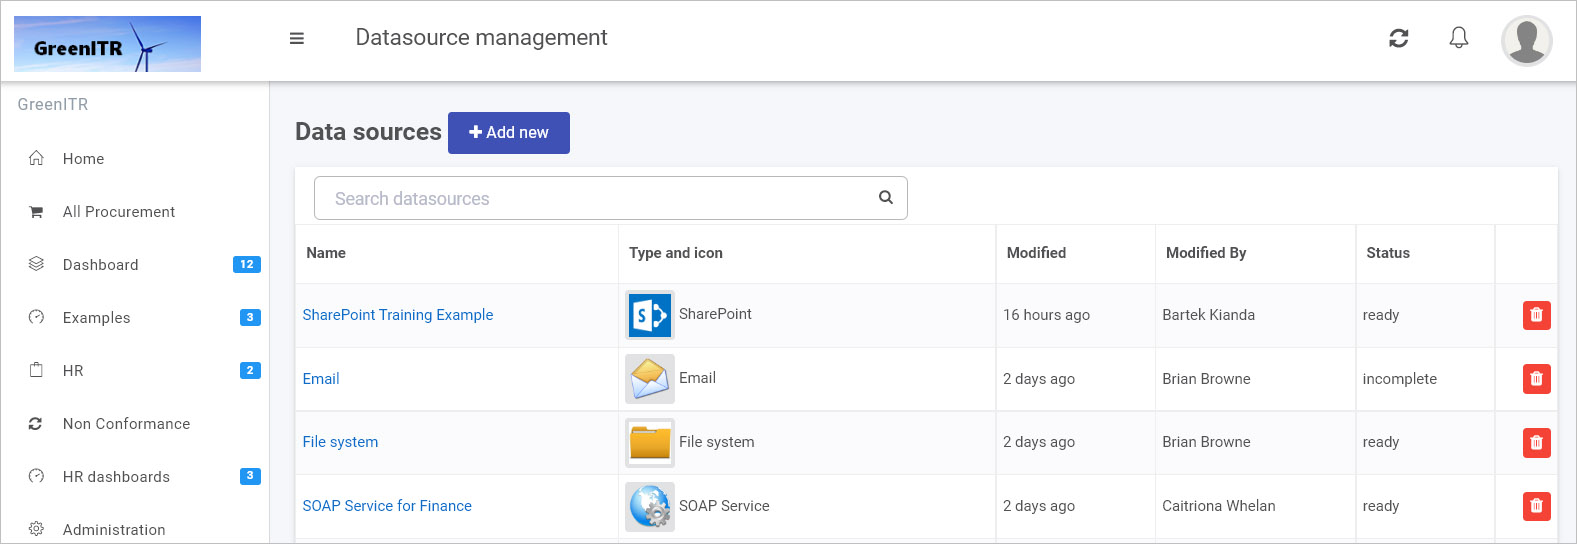 GreenITR
Datasource management
GreenITR
Home
All Procurement
Dashboard 12
Examples 3
HR 2
Non Conformance
HR dashboards 3
Administration
Data sources Add new
Search datasources
Name Type and icon Modified Modified By Status
SharePoint Training Example S SharePoint 16 hours ago Bartek Kianda ready
Email Email 2 days ago Brian Browne incomplete
File system File system 2 days ago Brian Browne ready
SOAP Service for Finance SOAP Service 2 days ago Caitriona Whelan ready